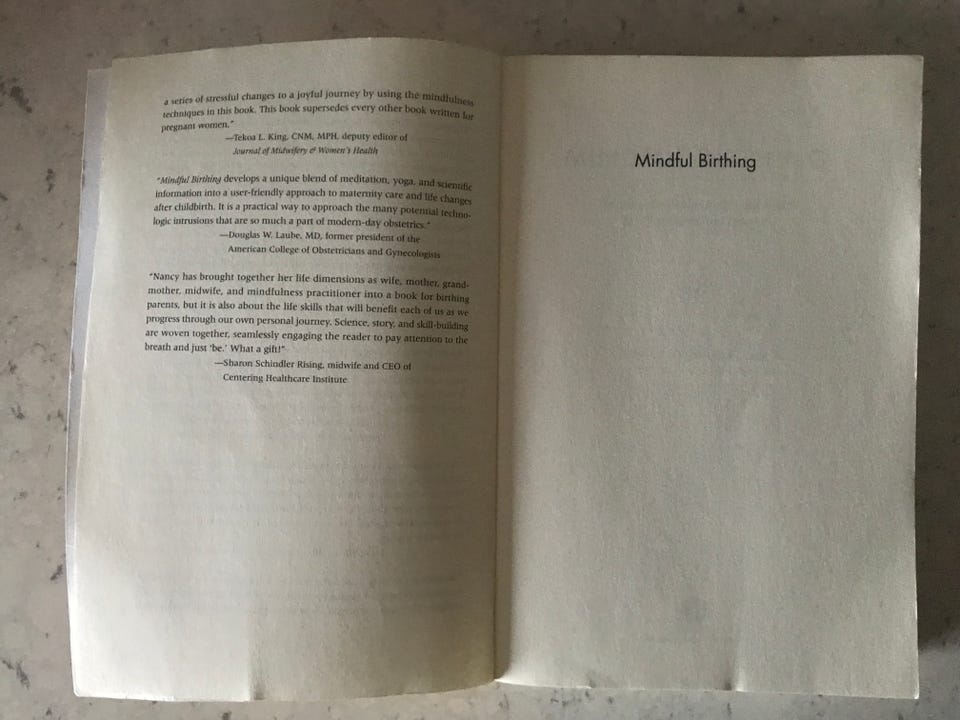 a series of stressful changes to a joyful journey by using the mindfulness
techniques in this book. This book supersedes every other book written for
pregnant women.”
—Tekoa L. King, CNM, MPH, deputy editor of
Journal of Midwifery & Women’s Health
“Mindful Birthing develops a unique blend of meditation, yoga, and scientific
information into a user-friendly approach to maternity care and life changes
after childbirth. It is a practical way to approach the many potential techno-
logic intrusions that are so much a part of modern-day obstetrics.”
—Douglas W. Laube, MD, former president of the
American College of Obstetricians and Gynecologists
“Nancy has brought together her life dimensions as wife, mother, grand-
mother, midwife, and mindfulness practitioner into a book for birthing
parents, but it is also about the life skills that will benefit each of us as we
progress through our own personal journey. Science, story, and skill-building
are woven together, seamlessly engaging the reader to pay attention to the
breath and just ‘be.’ What a gift!”
—Sharon Schindler Rising, midwife and CEO of
Centering Healthcare Institute
Mindful Birthing